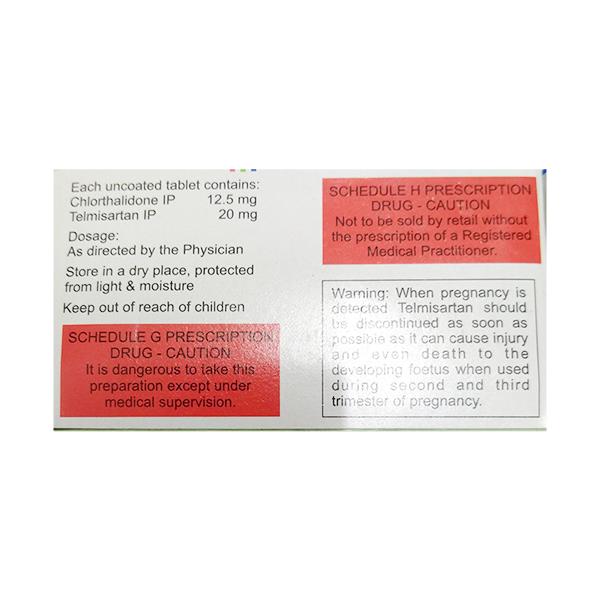 Each uncoated tablet contains:
Chlorthalidone IP 12.5 mg
Telmisartan IP 20 mg
Dosage:
As directed by the Physician
Store in a dry place, protected
from light & moisture
Keep out of reach of children
SCHEDULE G PRESCRIPTION
DRUG - CAUTION
It is dangerous to take this
preparation except under
medical supervision.
SCHEDULE H PRESCRIPTION
DRUG - CAUTION
Not to be sold by retail without
the prescription of a Registered
Medical Practitioner.
Warning: When pregnancy is
detected Telmisartan should
be discontinued as soon as
possible as it can cause injury
and even death to the
developing foetus when used
during second and third
trimester of pregnancy.